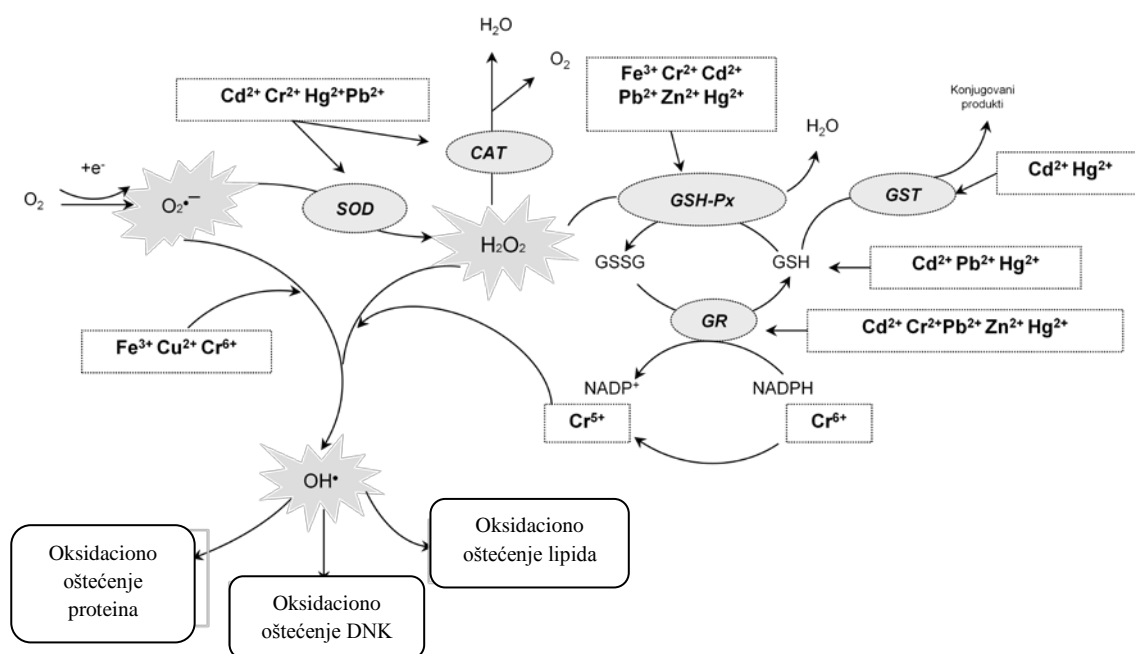 H₂O
O₂
Cd²⁺ Cr²⁺ Hg²⁺Pb²⁺
Fe³⁺ Cr²⁺ Cd²⁺
Pb²⁺ Zn²⁺ Hg²⁺
Konjugovani
produkti
H₂O
CAT
Cd²⁺ Hg²⁺
+e⁻
O₂
O₂•⁻
SOD
GSH-Px
GST
H₂O₂
GSSG
GSH
Cd²⁺ Pb²⁺ Hg²⁺
GR
Cd²⁺ Cr²⁺Pb²⁺ Zn²⁺ Hg²⁺
Fe³⁺ Cu²⁺ Cr⁶⁺
NADP⁺
NADPH
Cr⁵⁺
Cr⁶⁺
OH•
Oksidaciono
oštećenje
proteina
Oksidaciono
oštećenje DNK
Oksidaciono
oštećenje lipida